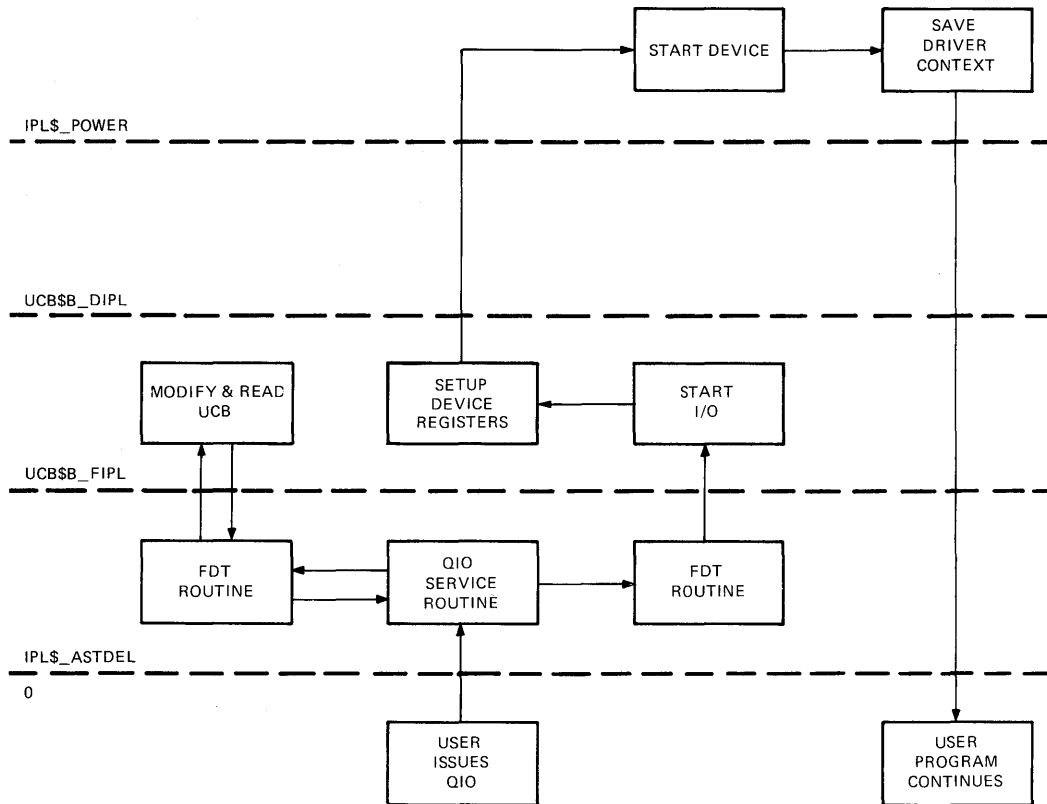 START DEVICE
SAVE
DRIVER
CONTEXT
IPL$_POWER
UCB$B_DIPL
MODIFY & READ
UCB
SETUP
DEVICE
REGISTERS
START
I/O
UCB$B_FIPL
FDT
ROUTINE
QIO
SERVICE
ROUTINE
FDT
ROUTINE
IPL$_ASTDEL
0
USER
ISSUES
QIO
USER
PROGRAM
CONTINUES